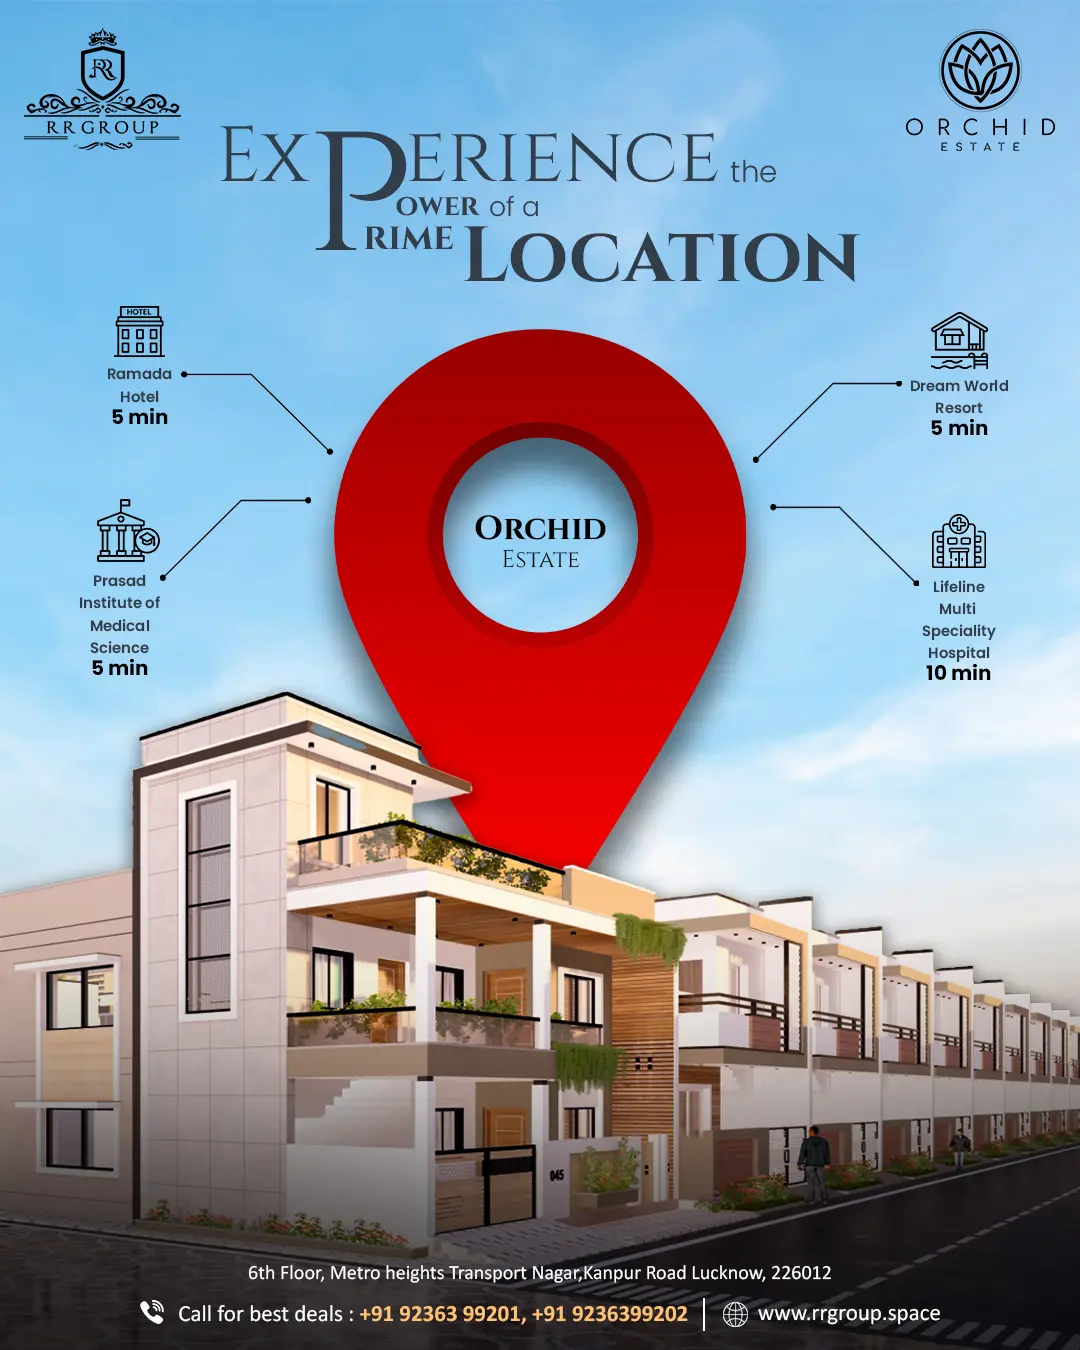 RR
RR GROUP
ORCHID
ESTATE
EXPERIENCE the
POWER of a
PRIME LOCATION
HOTEL
Ramada
Hotel
5 min
Dream World
Resort
5 min
Prasad
Institute of
Medical
Science
5 min
ORCHID
ESTATE
Lifeline
Multi
Speciality
Hospital
10 min
045
6th Floor, Metro heights Transport Nagar,Kanpur Road Lucknow, 226012
Call for best deals : +91 92363 99201, +91 9236399202 | www.rrgroup.space